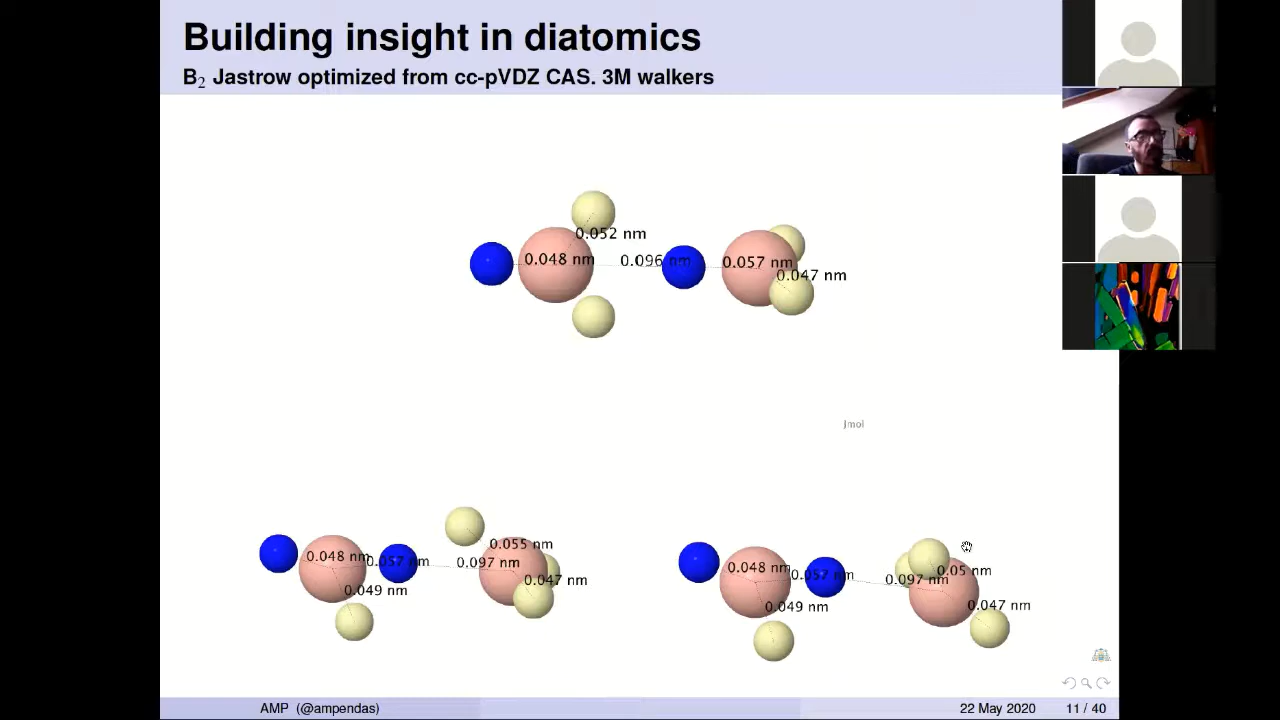 Building insight in diatomics
B2 Jastrow optimized from cc-pVDZ CAS. 3M walkers
0.052 nm
0.048 nm
0.096 nm
0.057 nm
0.047 nm
Jmol
0.055 nm
0.048 nm
0.057 nm
0.097 nm
0.047 nm
0.049 nm
0.05 nm
0.048 nm
0.057 nm
0.097 nm
0.047 nm
0.049 nm
AMP (@ampendas)
22 May 2020
11 / 40